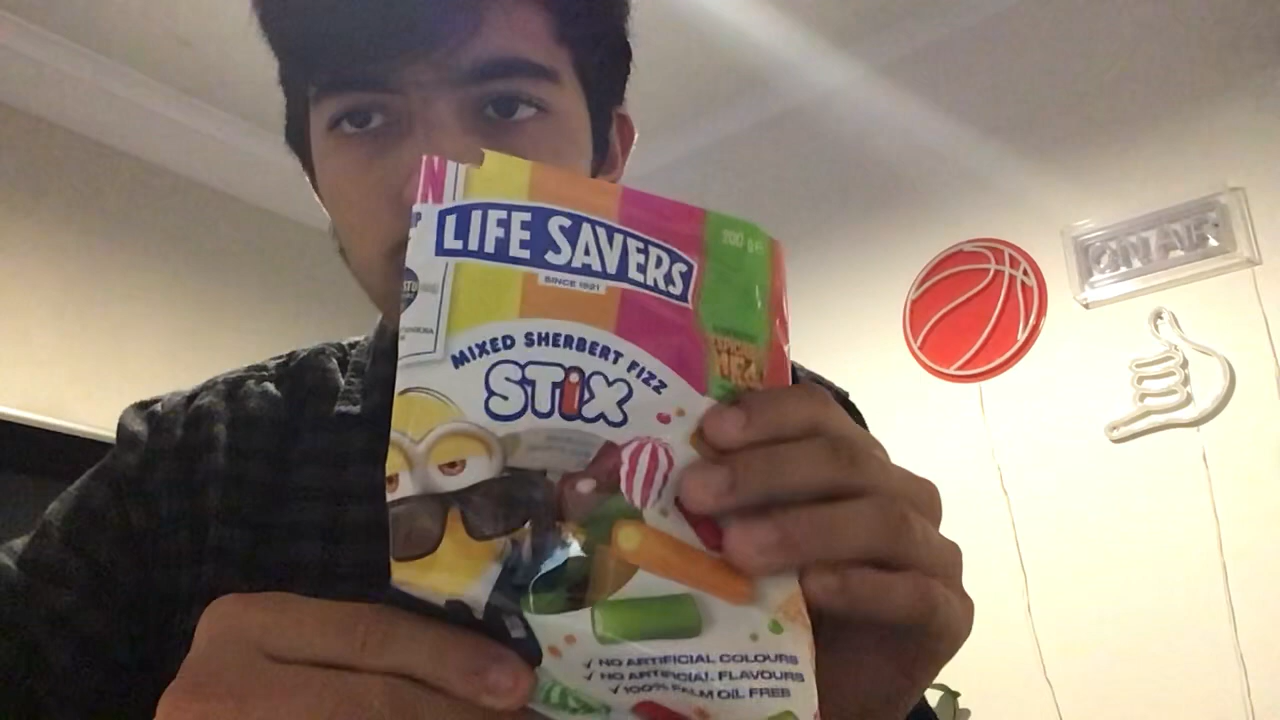 N
LIFE SAVERS
SINCE 1921
200 g e
MIXED SHERBERT FIZZ
STIX
✓ NO ARTIFICIAL COLOURS
✓ NO ARTIFICIAL FLAVOURS
✓ 100% PALM OIL FREE
ON AIR